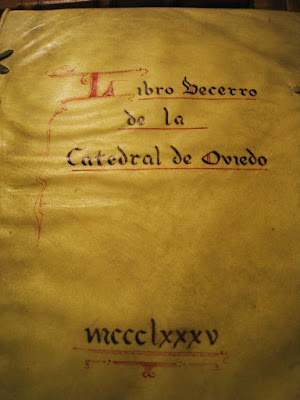 Libro Becerro
de la
Catedral de Oviedo
MCCCLXXXV